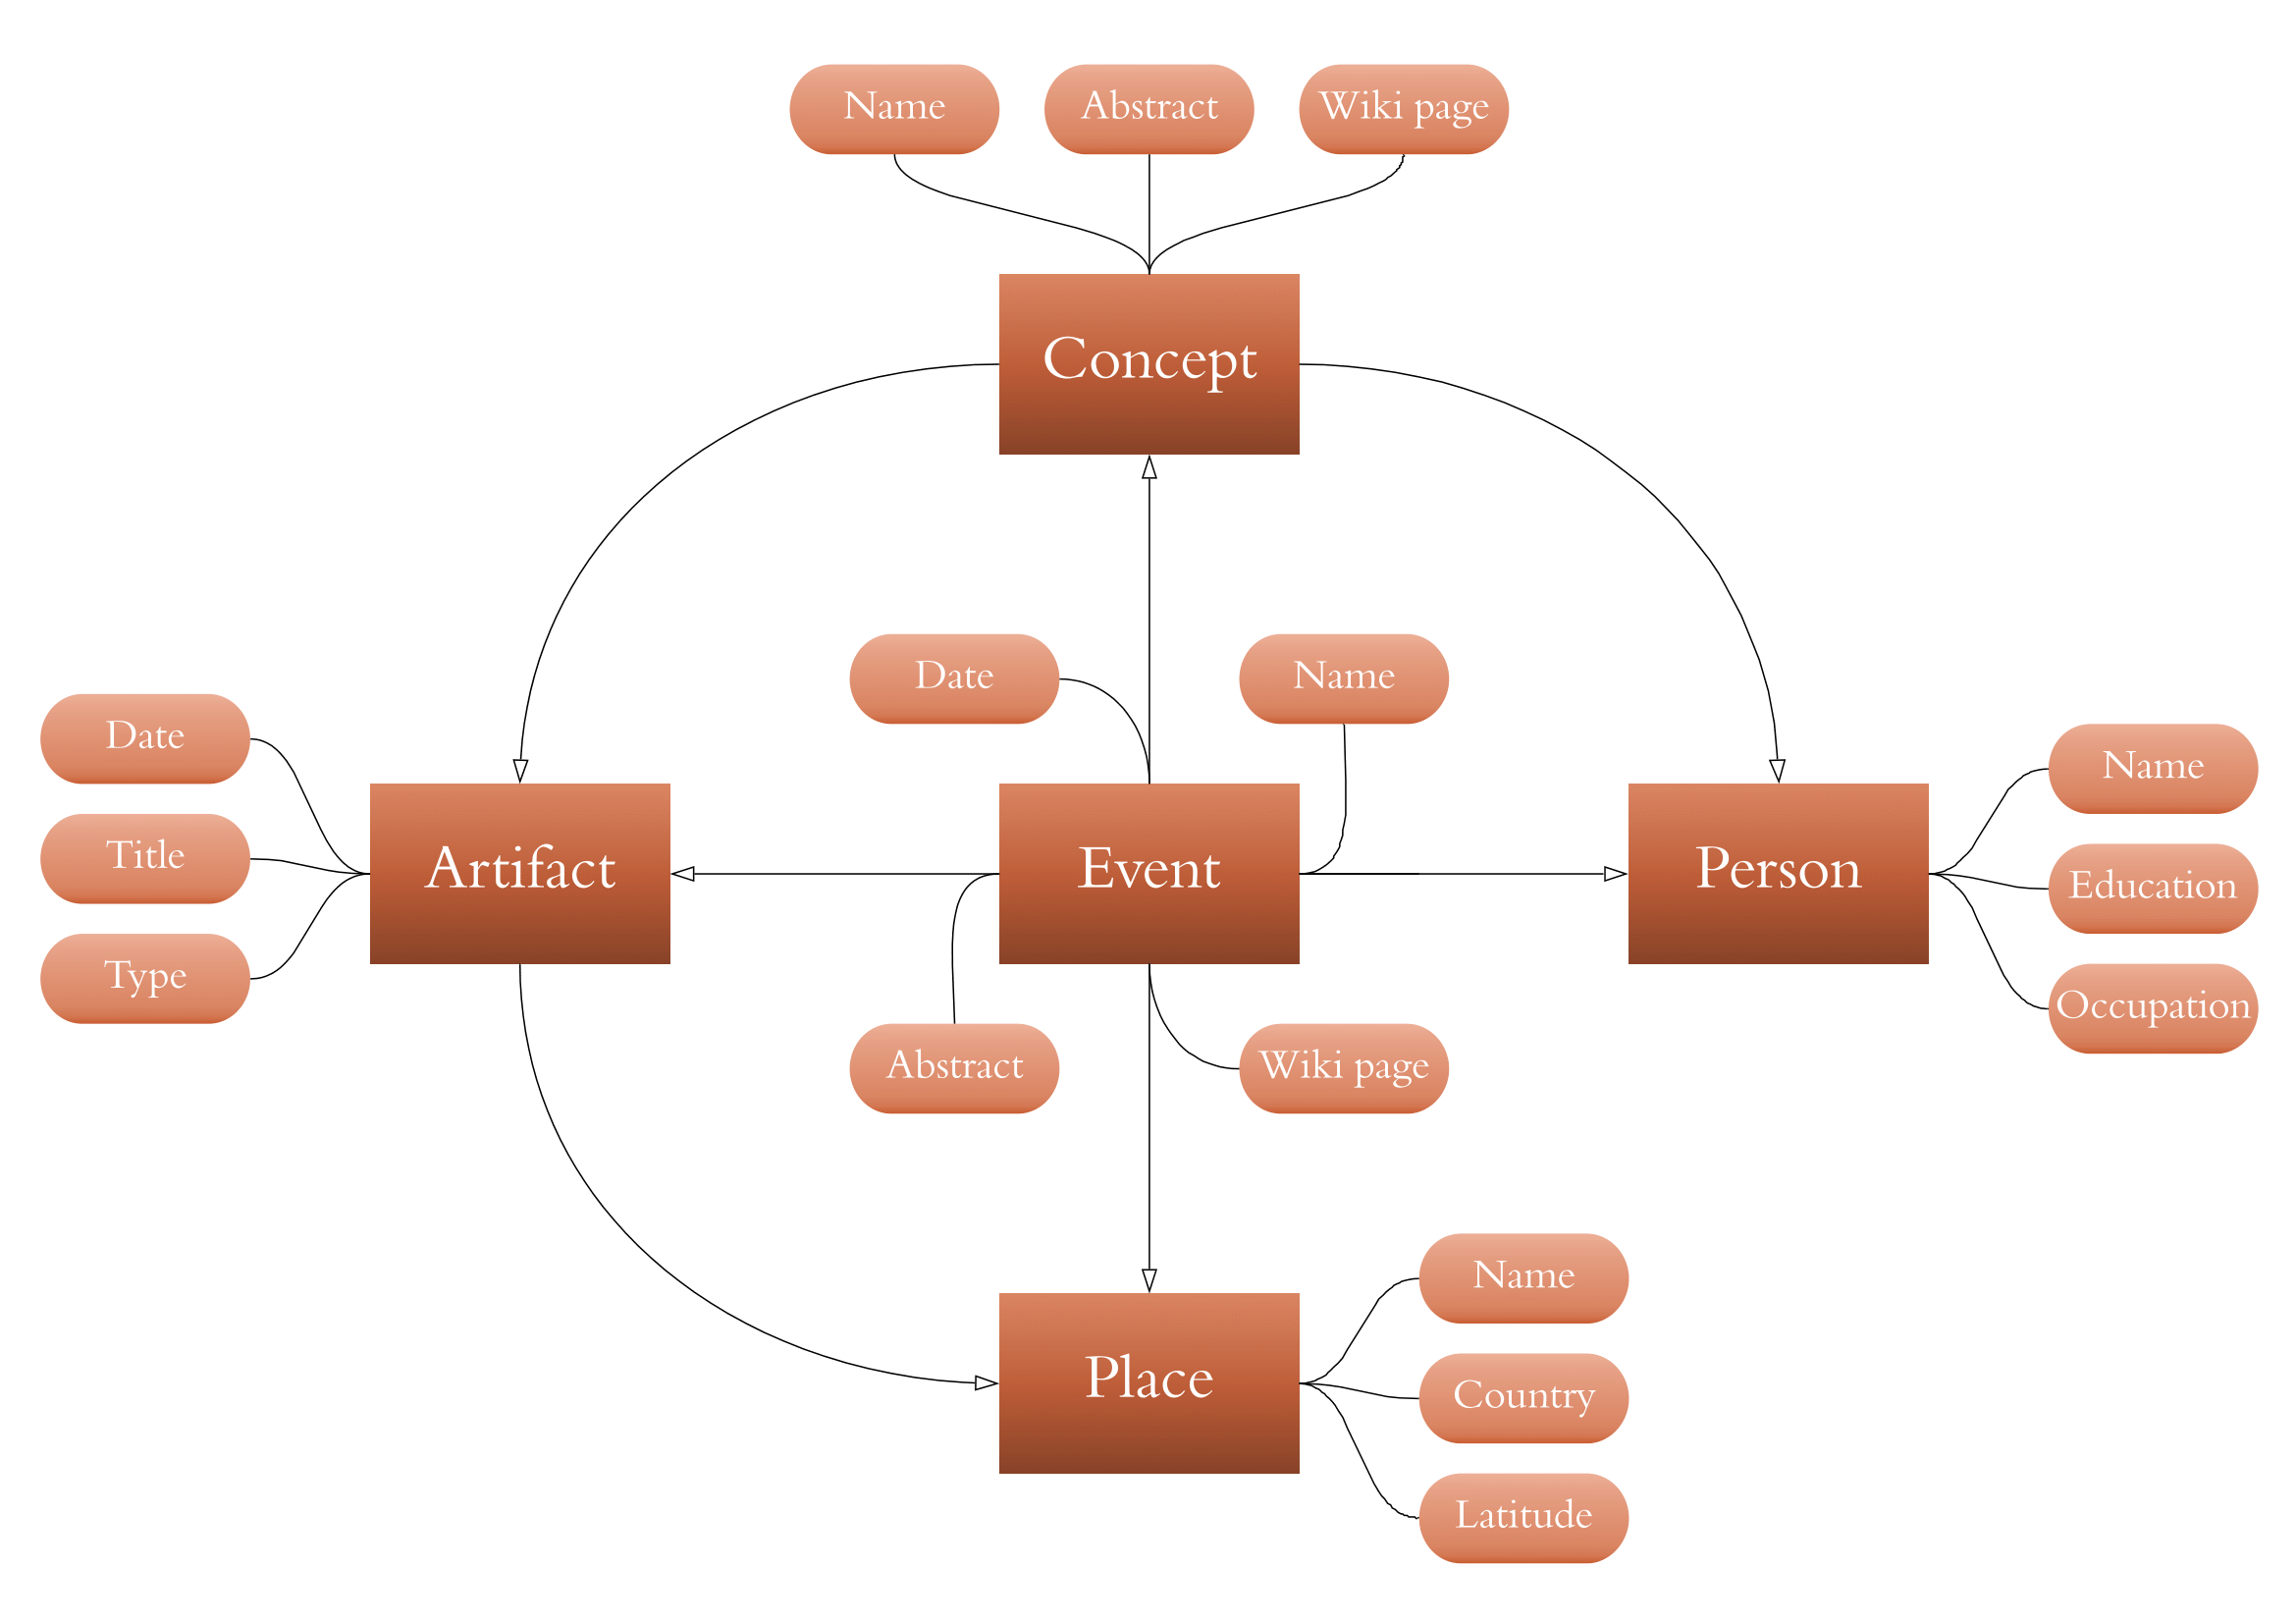 Name
Abstract
Wiki page
Concept
Date
Name
Date
Title
Type
Artifact
Event
Person
Name
Education
Occupation
Abstract
Wiki page
Place
Name
Country
Latitude